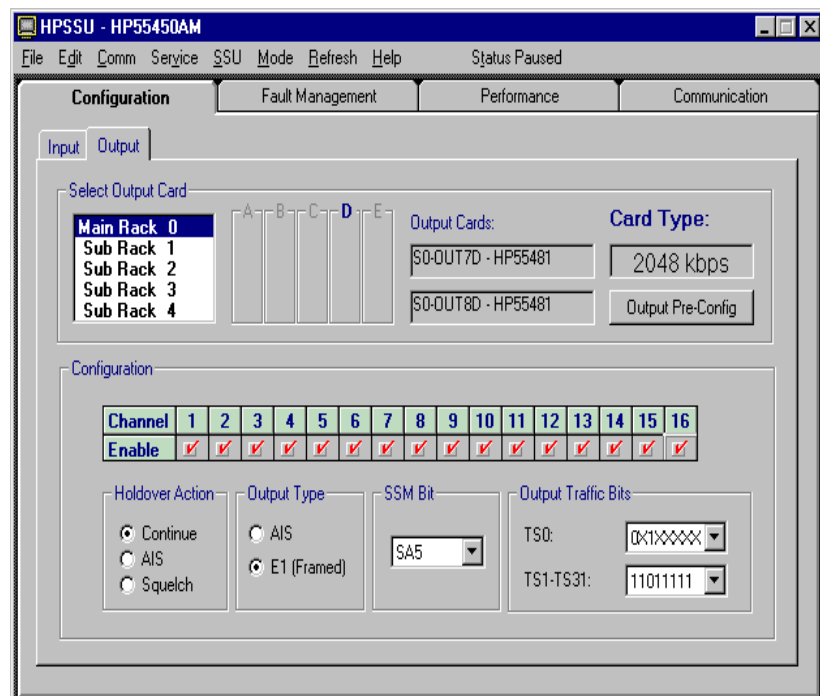 HPSSU - HP55450AM
File Edit Comm Service SSU Mode Refresh Help Status Paused
Configuration Fault Management Performance Communication
Input Output
Select Output Card
Main Rack 0
Sub Rack 1
Sub Rack 2
Sub Rack 3
Sub Rack 4
A B C D E
Output Cards:
S0-OUT7D - HP55481
S0-OUT8D - HP55481
Card Type:
2048 kbps
Output Pre-Config
Configuration
Channel 1 2 3 4 5 6 7 8 9 10 11 12 13 14 15 16
Enable
Holdover Action
Continue
AIS
Squelch
Output Type
AIS
E1 (Framed)
SSM Bit
SA5
Output Traffic Bits
TS0: 0X1XXXXX
TS1-TS31: 11011111